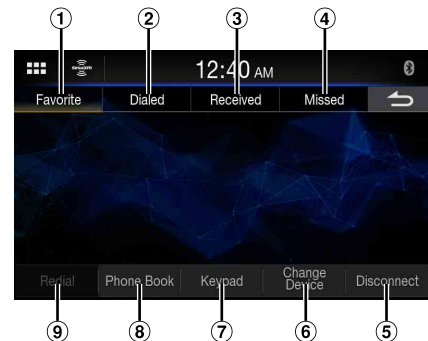 ① ② ③ ④
SiriusXM
12:40 AM
Favorite Dialed Received Missed
Redial Phone Book Keypad Change Device Disconnect
⑨ ⑧ ⑦ ⑥ ⑤